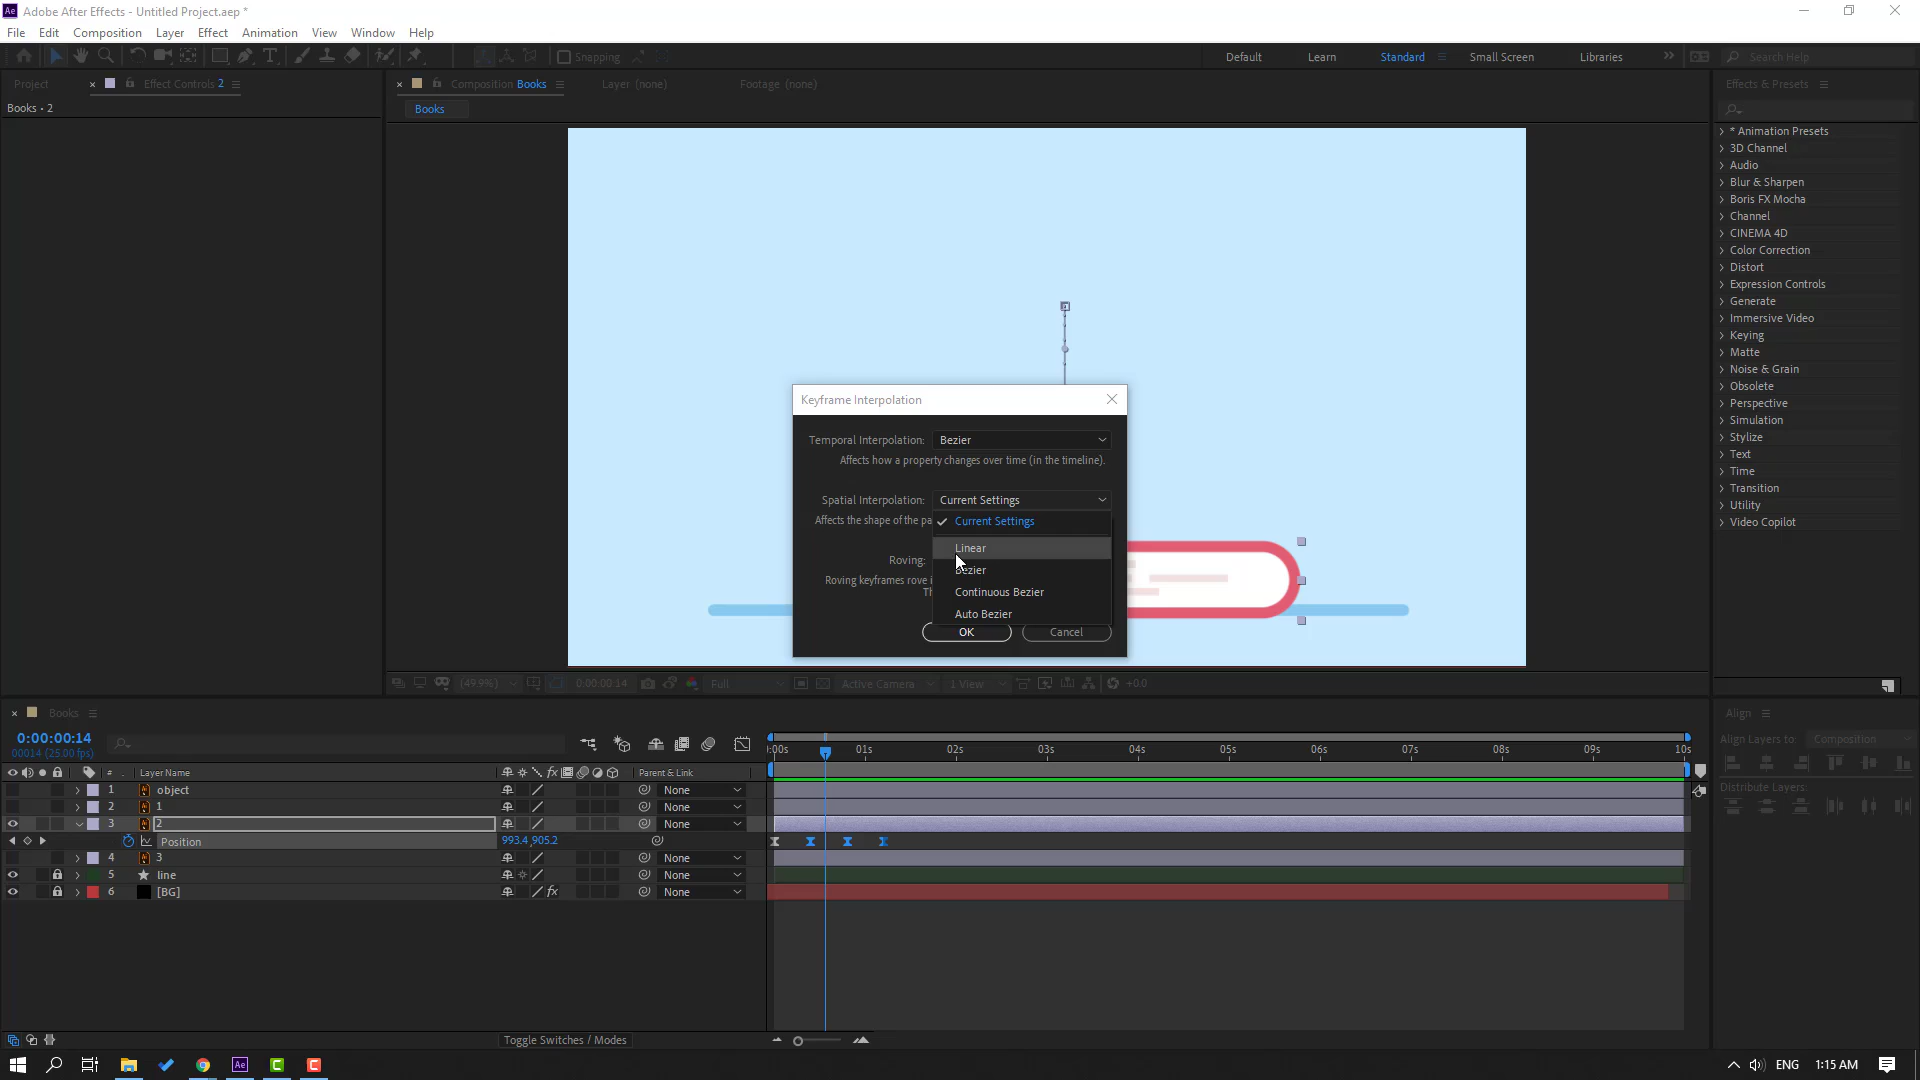 Adobe After Effects - Untitled Project.aep *
File Edit Composition Layer Effect Animation View Window Help
Snapping
Default Learn Standard Small Screen Libraries
Search Help
Project
Effect Controls 2
Composition Books
Layer (none)
Footage (none)
Effects & Presets
Books • 2
Books
* Animation Presets
3D Channel
Audio
Blur & Sharpen
Boris FX Mocha
Channel
CINEMA 4D
Color Correction
Distort
Expression Controls
Generate
Immersive Video
Keying
Matte
Noise & Grain
Obsolete
Perspective
Simulation
Stylize
Text
Time
Transition
Utility
Video Copilot
Keyframe Interpolation
Temporal Interpolation: Bezier
Affects how a property changes over time (in the timeline).
Spatial Interpolation: Current Settings
Affects the shape of the pa
Current Settings
Linear
Roving:
Bezier
Roving keyframes rove i
Th
Continuous Bezier
Auto Bezier
OK Cancel
(49.9%) 0:00:00:14 Full Active Camera 1 View +0.0
Books
Align
0:00:00:14
00014 (25.00 fps)
:00s 01s 02s 03s 04s 05s 06s 07s 08s 09s 10s
Align Layers to: Composition
# . Layer Name fx Parent & Link
Distribute Layers:
1 object None
2 1 None
3 2 None
Position 993.4,905.2
4 3 None
5 line None
6 [BG] fx None
Toggle Switches / Modes
ENG 1:15 AM